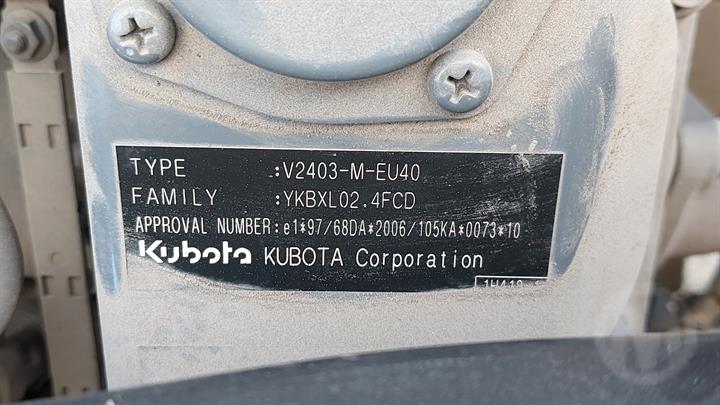 TYPE .:V2403-M-EU40
FAMILY :YKBXL02.4FCD
APPROVAL NUMBER:e1*97/68DA*2006/105KA*0073*10
Kubota KUBOTA Corporation